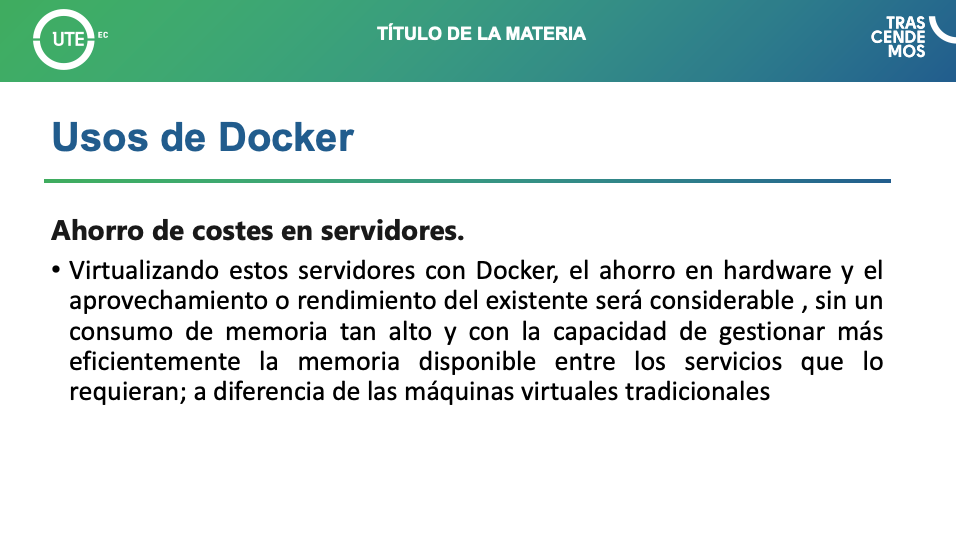 UTE EC
TÍTULO DE LA MATERIA
TRAS
CENDE
MOS
Usos de Docker
Ahorro de costes en servidores.
• Virtualizando estos servidores con Docker, el ahorro en hardware y el
aprovechamiento o rendimiento del existente será considerable , sin un
consumo de memoria tan alto y con la capacidad de gestionar más
eficientemente la memoria disponible entre los servicios que lo
requieran; a diferencia de las máquinas virtuales tradicionales